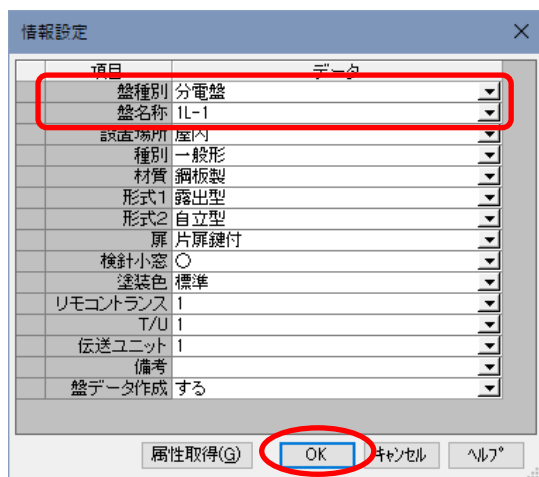 情報設定
項目 データ
盤種別 分電盤
盤名称 1L-1
設置場所 屋内
種別 一般形
材質 鋼板製
形式1 露出型
形式2 自立型
扉 片扉鍵付
検針小窓 ○
塗装色 標準
リモコントランス 1
T/U 1
伝送ユニット 1
備考
盤データ作成 する
属性取得(G) OK キャンセル ヘルプ